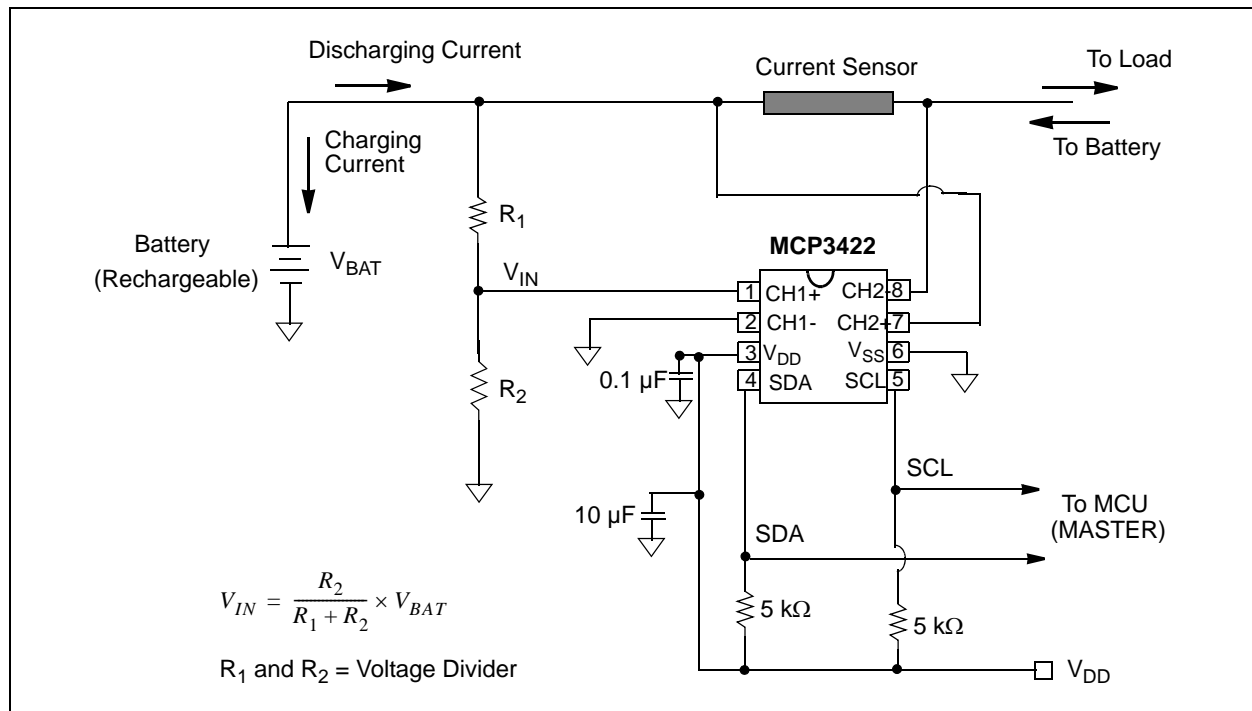 Discharging Current
Current Sensor
To Load
To Battery
Charging
Current
R1
Battery
(Rechargeable)
VBAT
VIN
MCP3422
1 CH1+ CH2- 8
2 CH1- CH2+ 7
3 VDD VSS 6
4 SDA SCL 5
0.1 µF
R2
SCL
10 µF
To MCU
(MASTER)
SDA
VIN = R2 / (R1 + R2) × VBAT
5 kΩ
5 kΩ
R1 and R2 = Voltage Divider
VDD